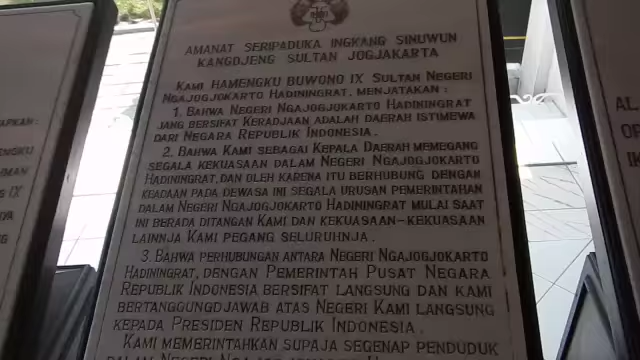 AMANAT SERIPADUKA INGKANG SINUWUN
KANGDJENG SULTAN JOGJAKARTA
KAMI HAMENGKU BUWONO IX SULTAN NEGERI
NGAJOGJOKARTO HADININGRAT, MENJATAKAN :
1. BAHWA NEGERI NGAJOGJOKARTO HADININGRAT
JANG BERSIFAT KERADJAAN ADALAH DAERAH ISTIMEWA
DARI NEGARA REPUBLIK INDONESIA.
2. BAHWA KAMI SEBAGAI KEPALA DAERAH MEMEGANG
SEGALA KEKUASAAN DALAM NEGERI NGAJOGJOKARTO
HADININGRAT, DAN OLEH KARENA ITU BERHUBUNG DENGAN
KEADAAN PADA DEWASA INI SEGALA URUSAN PEMERINTAHAN
DALAM NEGERI NGAJOGJOKARTO HADININGRAT MULAI SAAT
INI BERADA DITANGAN KAMI DAN KEKUASAAN-KEKUASAAN
LAINNJA KAMI PEGANG SELURUHNJA.
3. BAHWA PERHUBUNGAN ANTARA NEGERI NGAJOGJOKARTO
HADININGRAT, DENGAN PEMERINTAH PUSAT NEGARA
REPUBLIK INDONESIA BERSIFAT LANGSUNG DAN KAMI
BERTANGGUNGDJAWAB ATAS NEGERI KAMI LANGSUNG
KEPADA PRESIDEN REPUBLIK INDONESIA.
KAMI MEMERINTAHKAN SUPAJA SEGENAP PENDUDUK